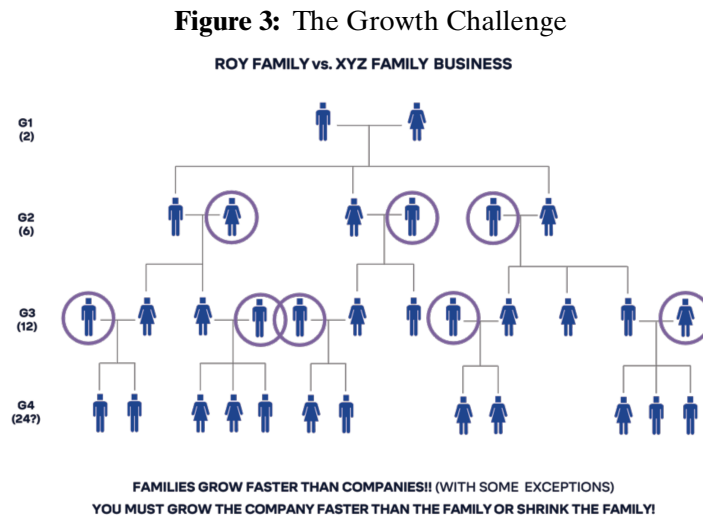 Figure 3: The Growth Challenge
ROY FAMILY vs. XYZ FAMILY BUSINESS
G1
(2)
G2
(6)
G3
(12)
G4
(24?)
FAMILIES GROW FASTER THAN COMPANIES!! (WITH SOME EXCEPTIONS)
YOU MUST GROW THE COMPANY FASTER THAN THE FAMILY OR SHRINK THE FAMILY!